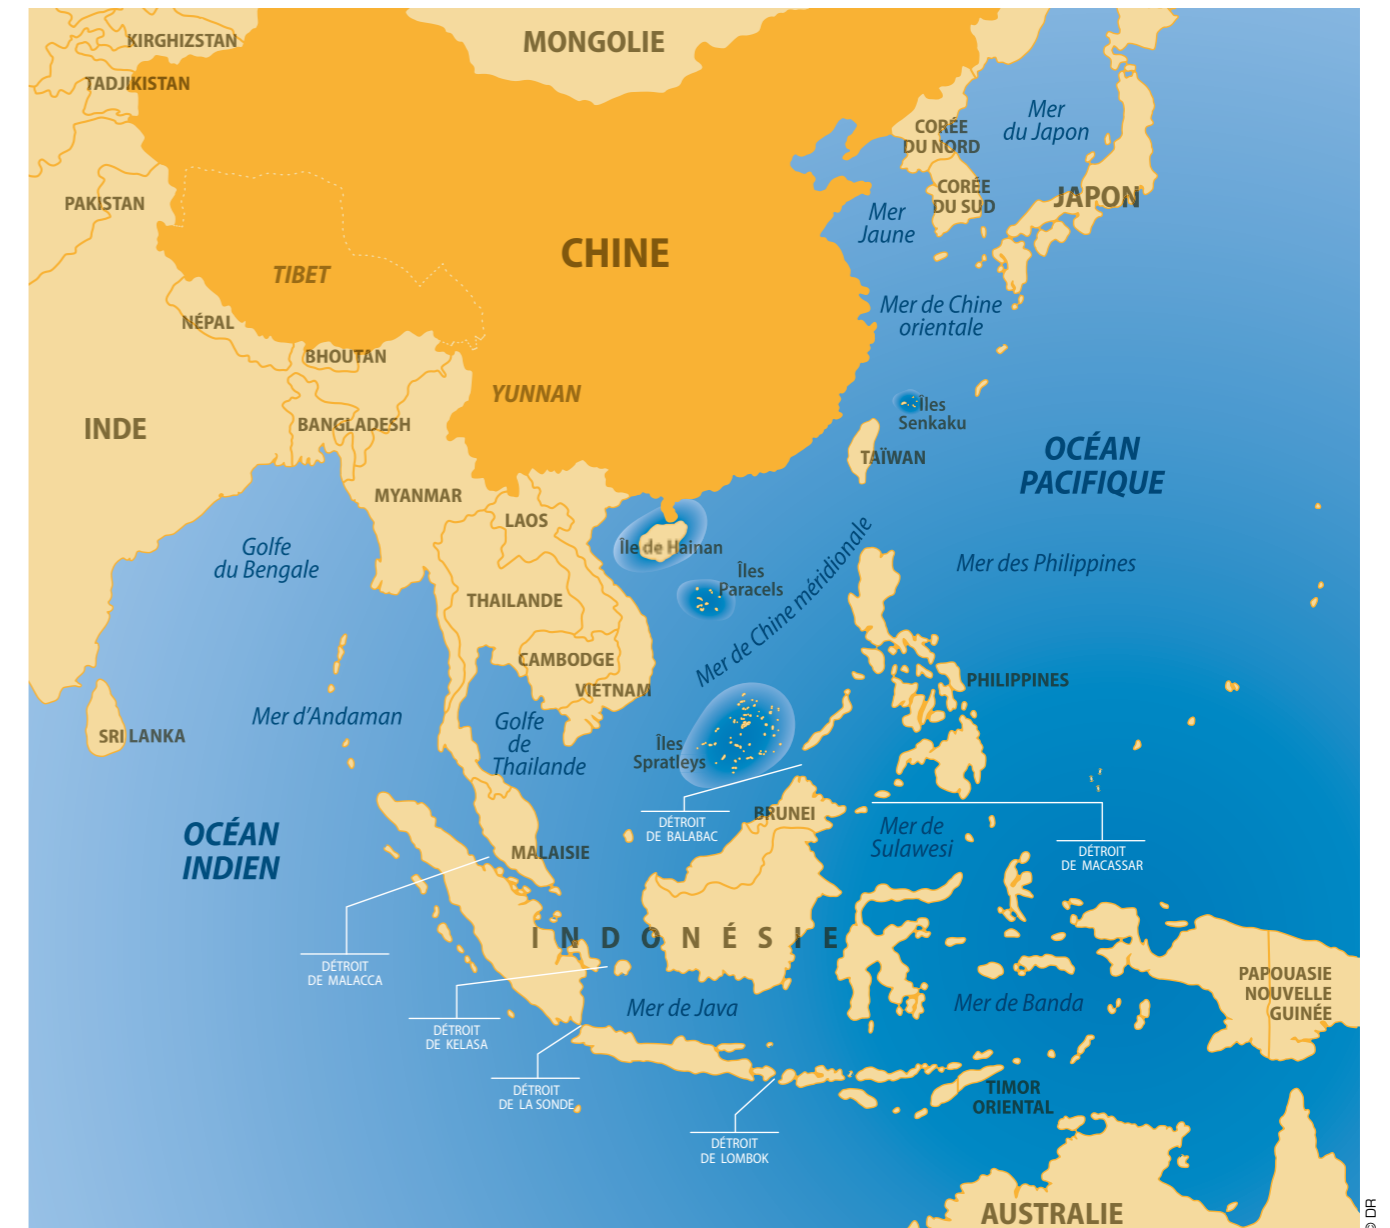 KIRGHIZSTAN
MONGOLIE
TADJIKISTAN
Mer
du Japon
CORÉE
DU NORD
PAKISTAN
CORÉE
DU SUD
JAPON
Mer
Jaune
CHINE
TIBET
Mer de Chine
orientale
NÉPAL
BHOUTAN
YUNNAN
Îles
Senkaku
INDE
BANGLADESH
TAÏWAN
OCÉAN
PACIFIQUE
MYANMAR
LAOS
Golfe
du Bengale
Île de Hainan
Mer de Chine méridionale
Mer des Philippines
Îles
Paracels
THAILANDE
CAMBODGE
VIETNAM
PHILIPPINES
Mer d'Andaman
Golfe
de
Thailande
SRI LANKA
Îles
Spratleys
BRUNEI
DÉTROIT
DE BALABAC
OCÉAN
INDIEN
Mer de
Sulawesi
MALAISIE
DÉTROIT
DE MACASSAR
INDONÉSIE
DÉTROIT
DE MALACCA
PAPOUASIE
NOUVELLE
GUINÉE
Mer de Java
Mer de Banda
DÉTROIT
DE KELASA
DÉTROIT
DE LA SONDE
TIMOR
ORIENTAL
DÉTROIT
DE LOMBOK
AUSTRALIE
© DR